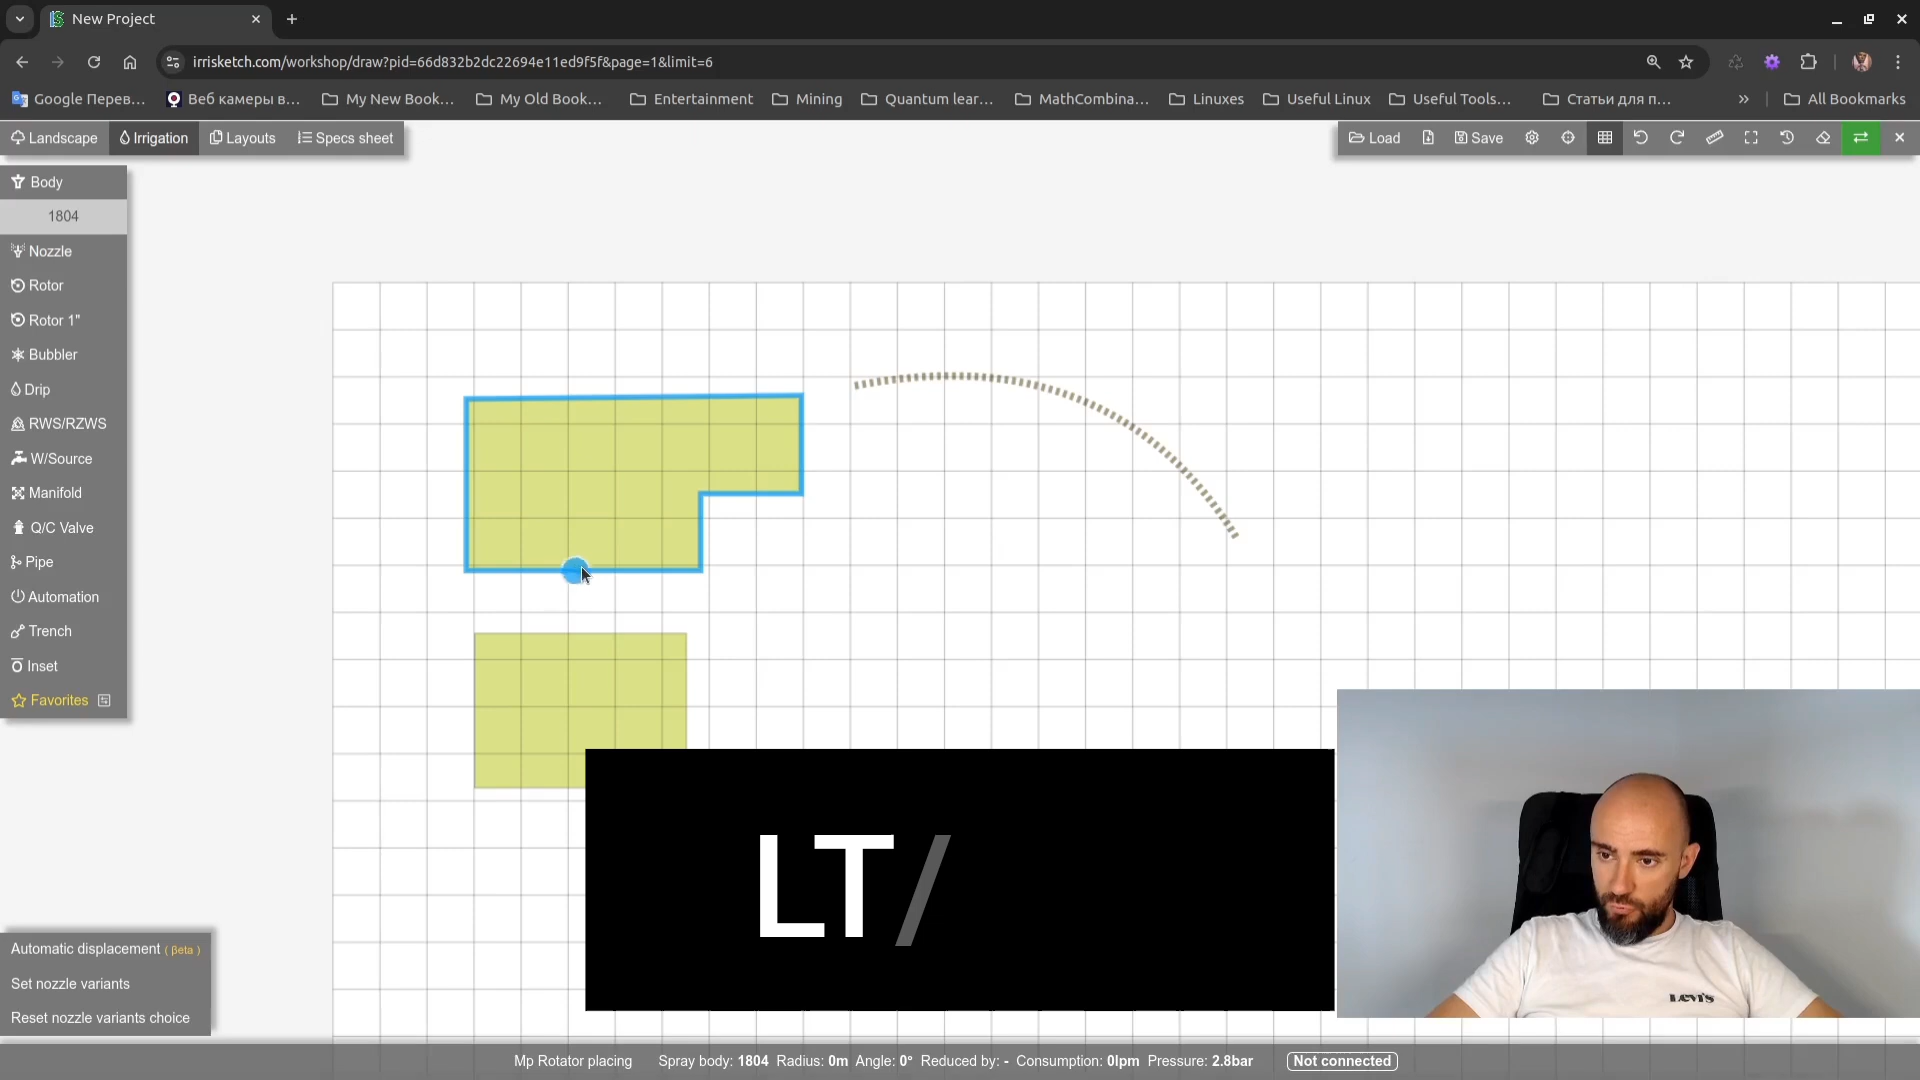 New Project
irrisketch.com/workshop/draw?pid=66d832b2dc22694e11ed9f5f&page=1&limit=6
Google Перев...
Веб камеры в...
My New Book...
My Old Book...
Entertainment
Mining
Quantum lear...
MathCombina...
Linuxes
Useful Linux
Useful Tools...
Статьи для п...
»
All Bookmarks
Landscape
Irrigation
Layouts
Specs sheet
Load
Save
Body
1804
Nozzle
Rotor
Rotor 1"
Bubbler
Drip
RWS/RZWS
W/Source
Manifold
Q/C Valve
Pipe
Automation
Trench
Inset
Favorites
LT/
Levi's
Automatic displacement ( βeta )
Set nozzle variants
Reset nozzle variants choice
Mp Rotator placing Spray body: 1804 Radius: 0m Angle: 0° Reduced by: - Consumption: 0lpm Pressure: 2.8bar Not connected